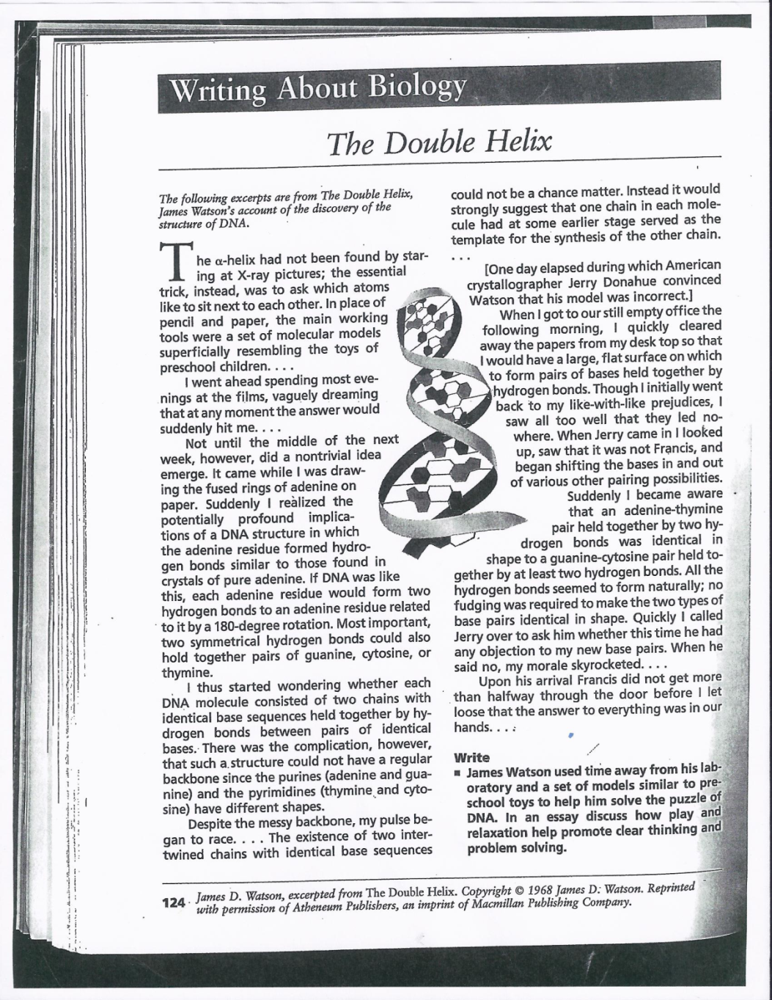 Writing About Biology
The Double Helix
The following excerpts are from The Double Helix,
James Watson's account of the discovery of the
structure of DNA.
The α-helix had not been found by star-
ing at X-ray pictures; the essential
trick, instead, was to ask which atoms
like to sit next to each other. In place of
pencil and paper, the main working
tools were a set of molecular models
superficially resembling the toys of
preschool children. . . .
I went ahead spending most eve-
nings at the films, vaguely dreaming
that at any moment the answer would
suddenly hit me. . . .
Not until the middle of the next
week, however, did a nontrivial idea
emerge. It came while I was draw-
ing the fused rings of adenine on
paper. Suddenly I realized the
potentially profound implica-
tions of a DNA structure in which
the adenine residue formed hydro-
gen bonds similar to those found in
crystals of pure adenine. If DNA was like
this, each adenine residue would form two
hydrogen bonds to an adenine residue related
to it by a 180-degree rotation. Most important,
two symmetrical hydrogen bonds could also
hold together pairs of guanine, cytosine, or
thymine.
I thus started wondering whether each
DNA molecule consisted of two chains with
identical base sequences held together by hy-
drogen bonds between pairs of identical
bases. There was the complication, however,
that such a structure could not have a regular
backbone since the purines (adenine and gua-
nine) and the pyrimidines (thymine and cyto-
sine) have different shapes.
Despite the messy backbone, my pulse be-
gan to race. . . . The existence of two inter-
twined chains with identical base sequences
could not be a chance matter. Instead it would
strongly suggest that one chain in each mole-
cule had at some earlier stage served as the
template for the synthesis of the other chain.
. . .
[One day elapsed during which American
crystallographer Jerry Donahue convinced
Watson that his model was incorrect.]
When I got to our still empty office the
following morning, I quickly cleared
away the papers from my desk top so that
I would have a large, flat surface on which
to form pairs of bases held together by
hydrogen bonds. Though I initially went
back to my like-with-like prejudices, I
saw all too well that they led no-
where. When Jerry came in I looked
up, saw that it was not Francis, and
began shifting the bases in and out
of various other pairing possibilities.
Suddenly I became aware
that an adenine-thymine
pair held together by two hy-
drogen bonds was identical in
shape to a guanine-cytosine pair held to-
gether by at least two hydrogen bonds. All the
hydrogen bonds seemed to form naturally; no
fudging was required to make the two types of
base pairs identical in shape. Quickly I called
Jerry over to ask him whether this time he had
any objection to my new base pairs. When he
said no, my morale skyrocketed. . . .
Upon his arrival Francis did not get more
than halfway through the door before I let
loose that the answer to everything was in our
hands. . . .
Write
■ James Watson used time away from his lab-
oratory and a set of models similar to pre-
school toys to help him solve the puzzle of
DNA. In an essay discuss how play and
relaxation help promote clear thinking and
problem solving.
124 James D. Watson, excerpted from The Double Helix. Copyright © 1968 James D. Watson. Reprinted
with permission of Atheneum Publishers, an imprint of Macmillan Publishing Company.